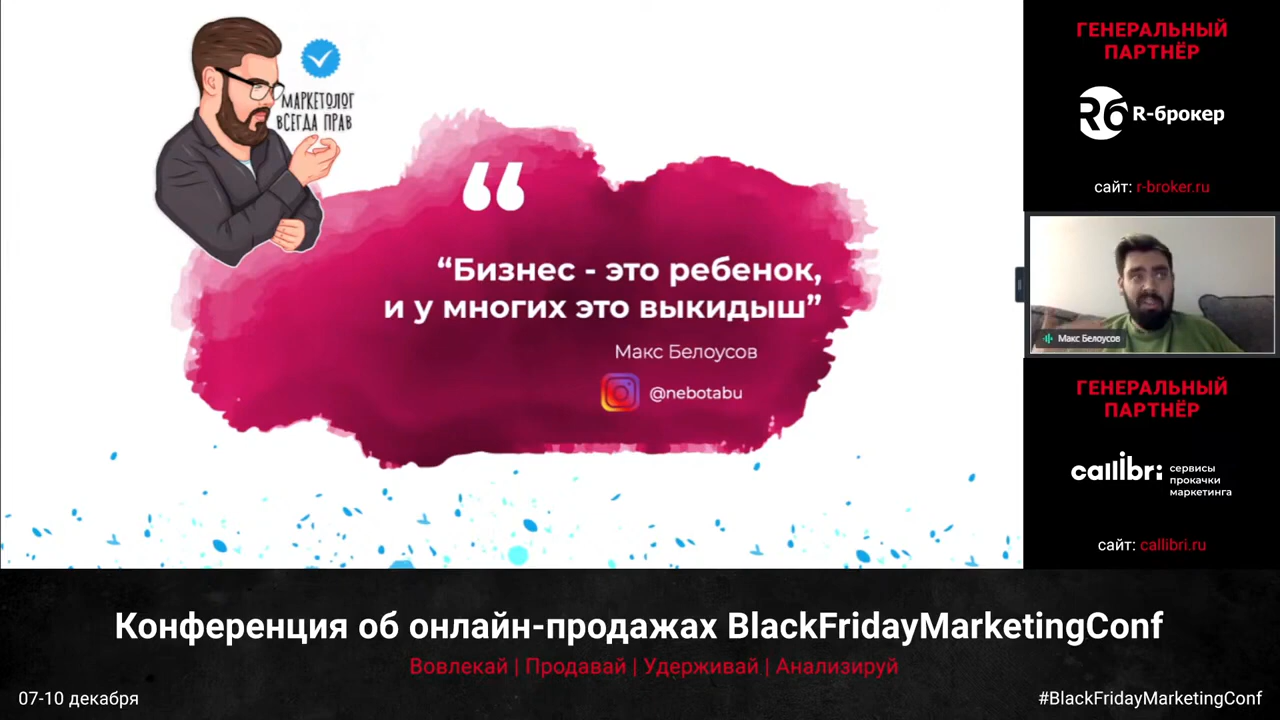 МАРКЕТОЛОГ
ВСЕГДА ПРАВ
“Бизнес - это ребенок,
и у многих это выкидыш”
Макс Белоусов
@nebotabu
ГЕНЕРАЛЬНЫЙ
ПАРТНЁР
R6 R-брокер
сайт: r-broker.ru
Макс Белоусов
ГЕНЕРАЛЬНЫЙ
ПАРТНЁР
callibri сервисы
прокачки
маркетинга
сайт: callibri.ru
Конференция об онлайн-продажах BlackFridayMarketingConf
Вовлекай | Продавай | Удерживай | Анализируй
07-10 декабря
#BlackFridayMarketingConf